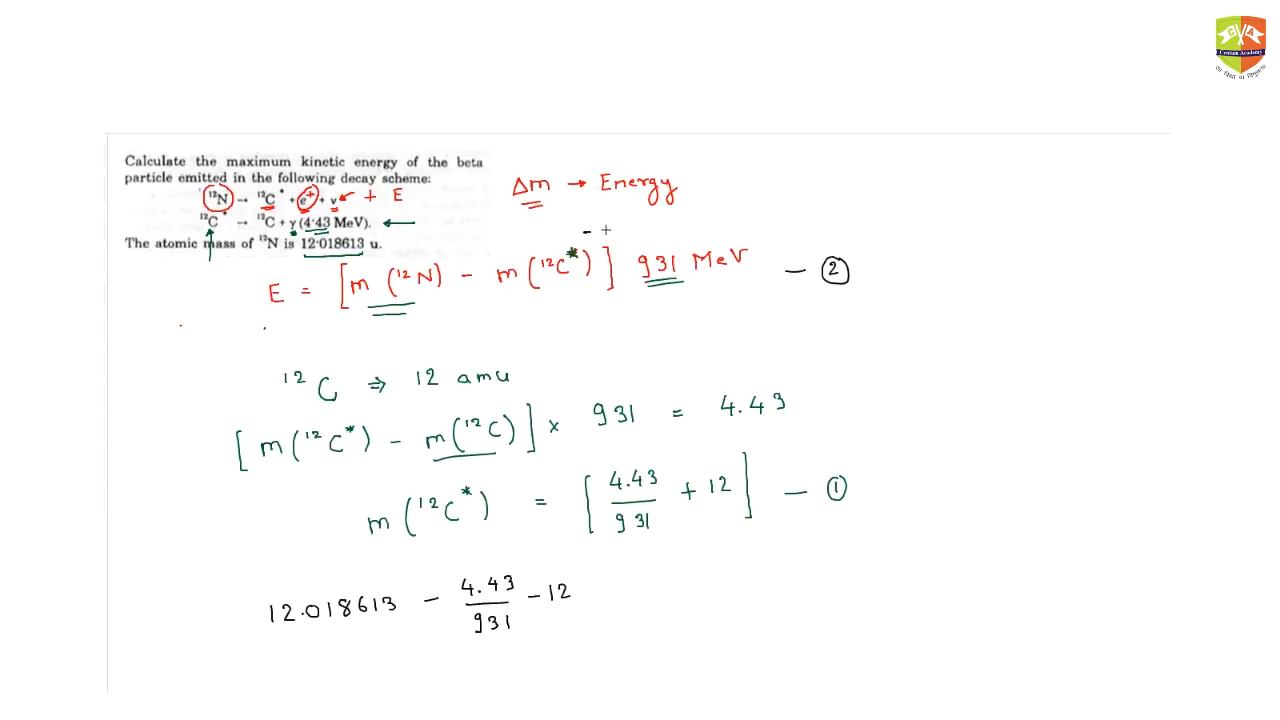 CVA
Centum Academy
Calculate the maximum kinetic energy of the beta
particle emitted in the following decay scheme:
¹²N → ¹²C* + e⁺ + ν + E
¹²C* → ¹²C + γ (4·43 MeV).
The atomic mass of ¹²N is 12·018613 u.
Δm → Energy
- +
E = [m (¹²N) - m (¹²C*)] 931 MeV — ②
¹²C ⇒ 12 amu
[m(¹²C*) - m(¹²C)] × 931 = 4.43
m (¹²C*) = [4.43/931 + 12] — ①
12.018613 - 4.43/931 - 12